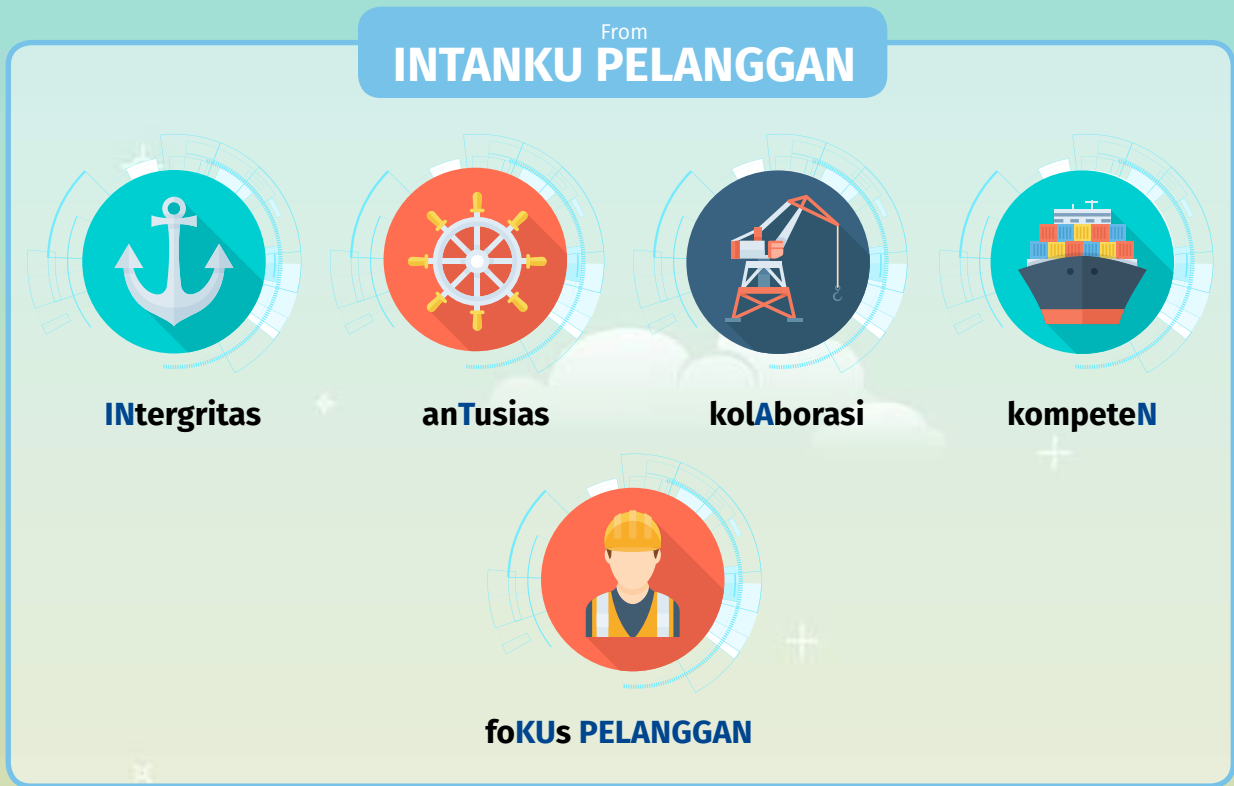 From
INTANKU PELANGGAN
INtergritas
anTusias
kolAborasi
kompeteN
foKUs PELANGGAN